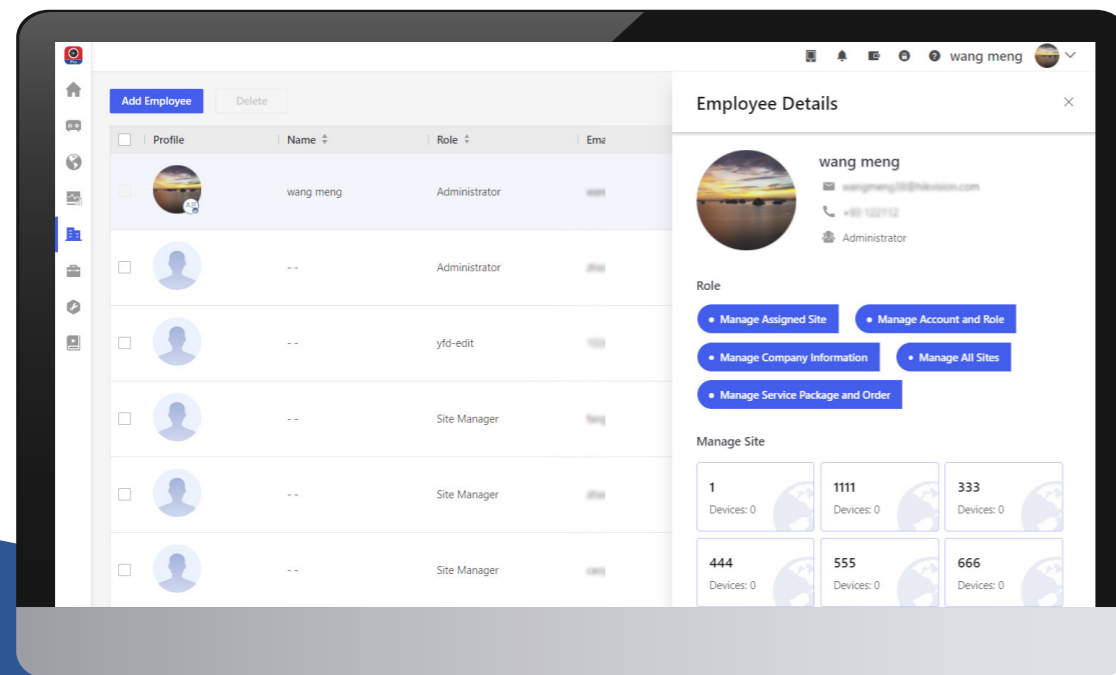 Pro
wang meng
Add Employee
Delete
Employee Details
Profile
Name
Role
Ema
wang meng
Administrator
- -
Administrator
- -
yfd-edit
- -
Site Manager
- -
Site Manager
- -
Site Manager
wang meng
Administrator
Role
• Manage Assigned Site
• Manage Account and Role
• Manage Company Information
• Manage All Sites
• Manage Service Package and Order
Manage Site
1
Devices: 0
1111
Devices: 0
333
Devices: 0
444
Devices: 0
555
Devices: 0
666
Devices: 0